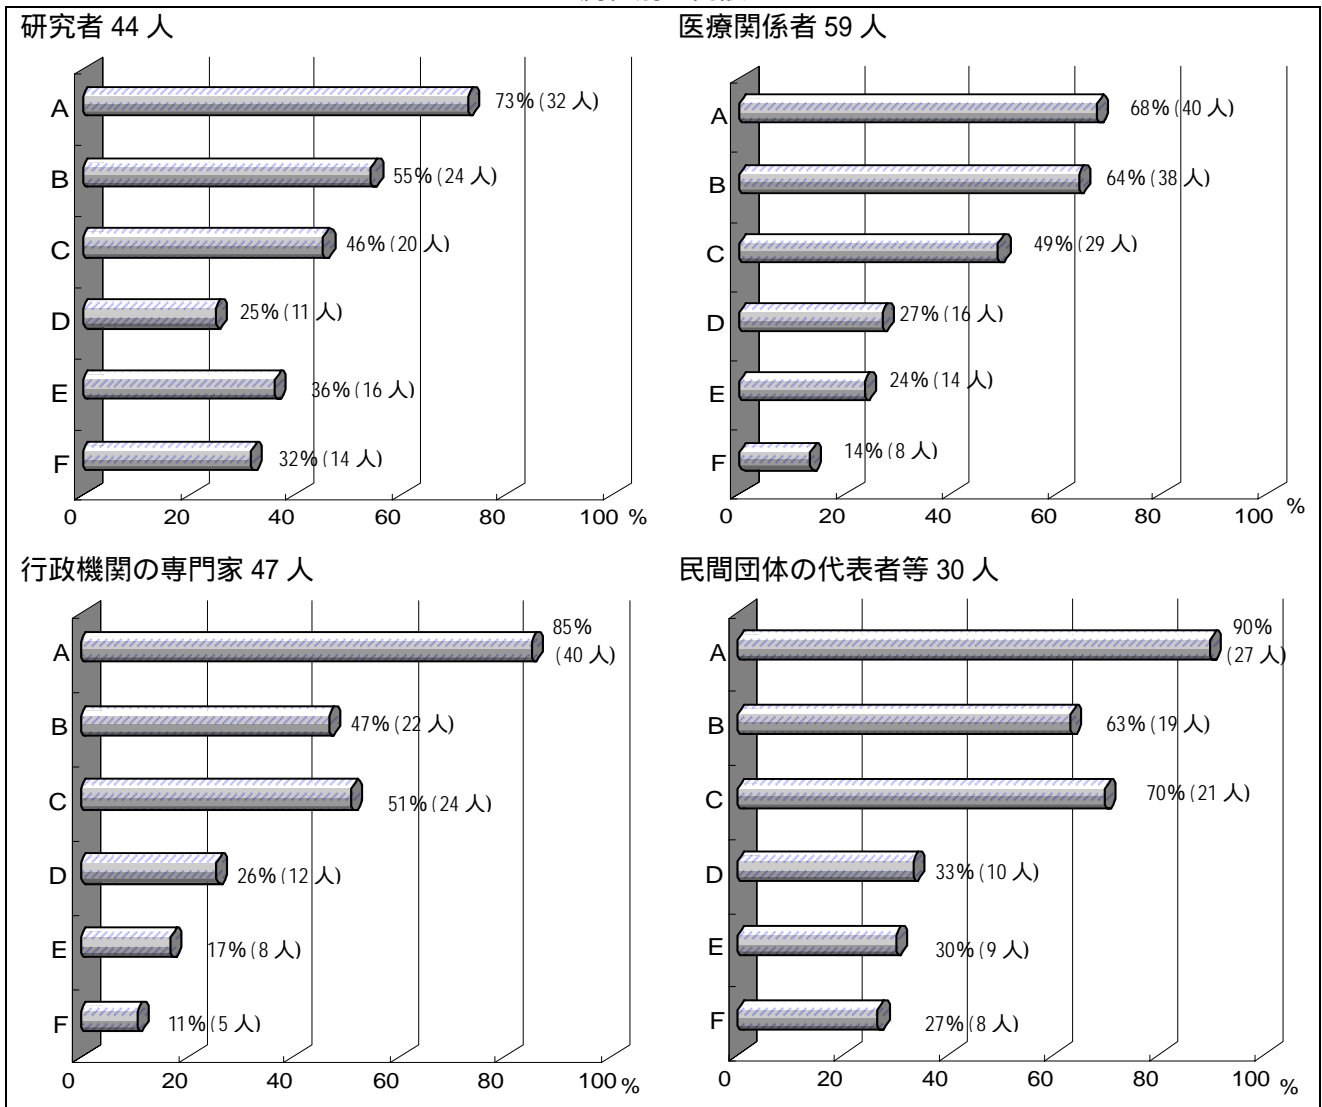 研究者 44 人
A 73% (32 人)
B 55% (24 人)
C 46% (20 人)
D 25% (11 人)
E 36% (16 人)
F 32% (14 人)
0 20 40 60 80 100 %
医療関係者 59 人
A 68% (40 人)
B 64% (38 人)
C 49% (29 人)
D 27% (16 人)
E 24% (14 人)
F 14% (8 人)
0 20 40 60 80 100 %
行政機関の専門家 47 人
A 85%
(40 人)
B 47% (22 人)
C 51% (24 人)
D 26% (12 人)
E 17% (8 人)
F 11% (5 人)
0 20 40 60 80 100 %
民間団体の代表者等 30 人
A 90%
(27 人)
B 63% (19 人)
C 70% (21 人)
D 33% (10 人)
E 30% (9 人)
F 27% (8 人)
0 20 40 60 80 100 %